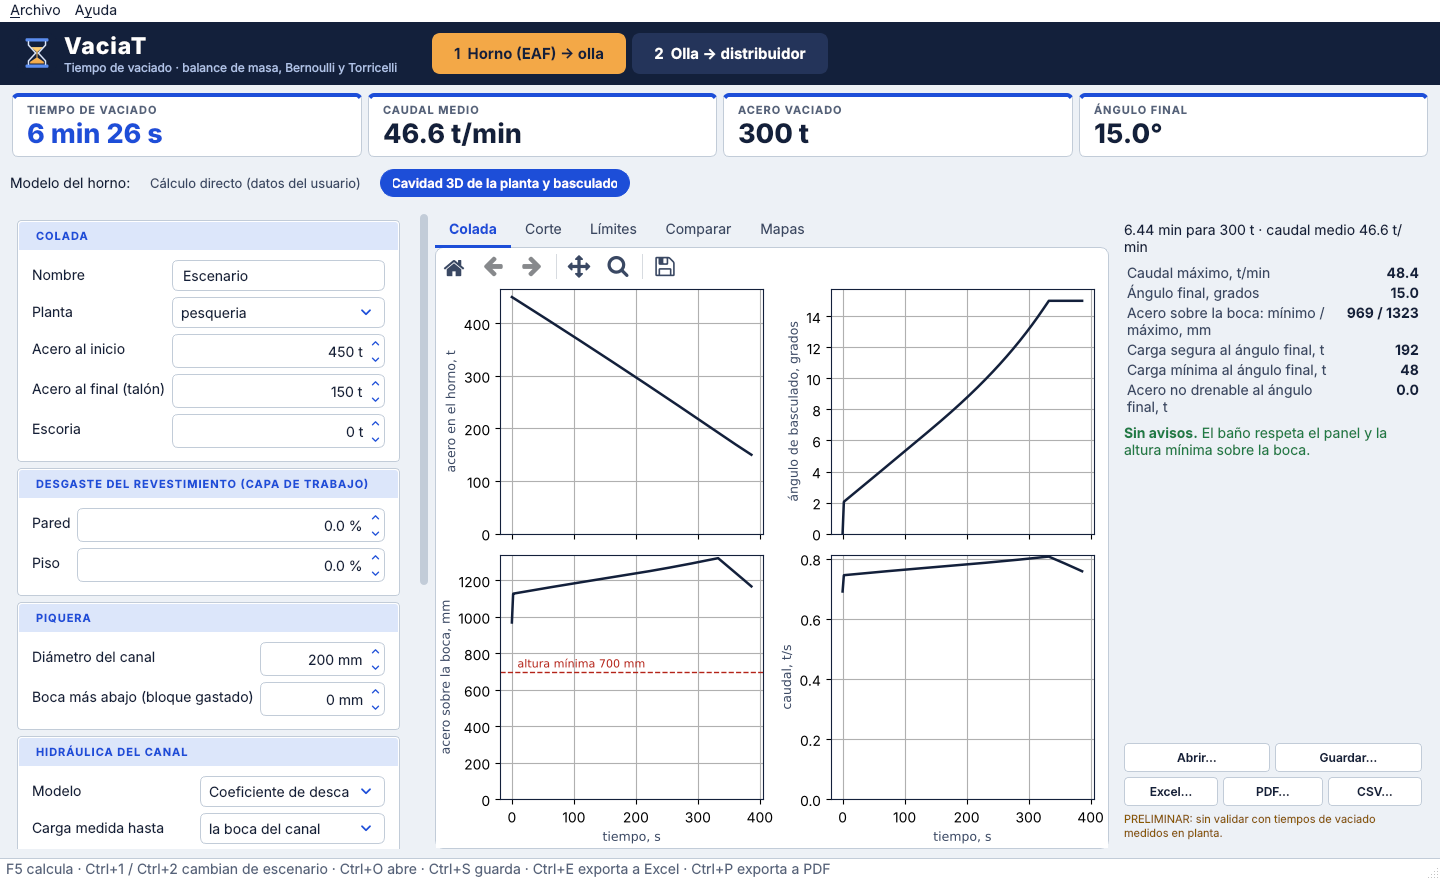 Archivo Ayuda
VaciaT
Tiempo de vaciado · balance de masa, Bernoulli y Torricelli
1 Horno (EAF) → olla
2 Olla → distribuidor
TIEMPO DE VACIADO
6 min 26 s
CAUDAL MEDIO
46.6 t/min
ACERO VACIADO
300 t
ÁNGULO FINAL
15.0°
Modelo del horno:
Cálculo directo (datos del usuario)
Cavidad 3D de la planta y basculado
COLADA
Nombre
Escenario
Planta
pesqueria
Acero al inicio
450 t
Acero al final (talón)
150 t
Escoria
0 t
DESGASTE DEL REVESTIMIENTO (CAPA DE TRABAJO)
Pared
0.0 %
Piso
0.0 %
PIQUERA
Diámetro del canal
200 mm
Boca más abajo (bloque gastado)
0 mm
HIDRÁULICA DEL CANAL
Modelo
Coeficiente de desca
Carga medida hasta
la boca del canal
Colada
Corte
Límites
Comparar
Mapas
acero en el horno, t
400
300
200
100
0
ángulo de basculado, grados
14
12
10
8
6
4
2
0
acero sobre la boca, mm
1200
1000
800
600
400
200
0
altura mínima 700 mm
0 100 200 300 400
tiempo, s
caudal, t/s
0.8
0.6
0.4
0.2
0.0
0 100 200 300 400
tiempo, s
6.44 min para 300 t · caudal medio 46.6 t/
min
Caudal máximo, t/min 48.4
Ángulo final, grados 15.0
Acero sobre la boca: mínimo / 969 / 1323
máximo, mm
Carga segura al ángulo final, t 192
Carga mínima al ángulo final, t 48
Acero no drenable al ángulo 0.0
final, t
Sin avisos. El baño respeta el panel y la
altura mínima sobre la boca.
Abrir...
Guardar...
Excel...
PDF...
CSV...
PRELIMINAR: sin validar con tiempos de vaciado
medidos en planta.
F5 calcula · Ctrl+1 / Ctrl+2 cambian de escenario · Ctrl+O abre · Ctrl+S guarda · Ctrl+E exporta a Excel · Ctrl+P exporta a PDF